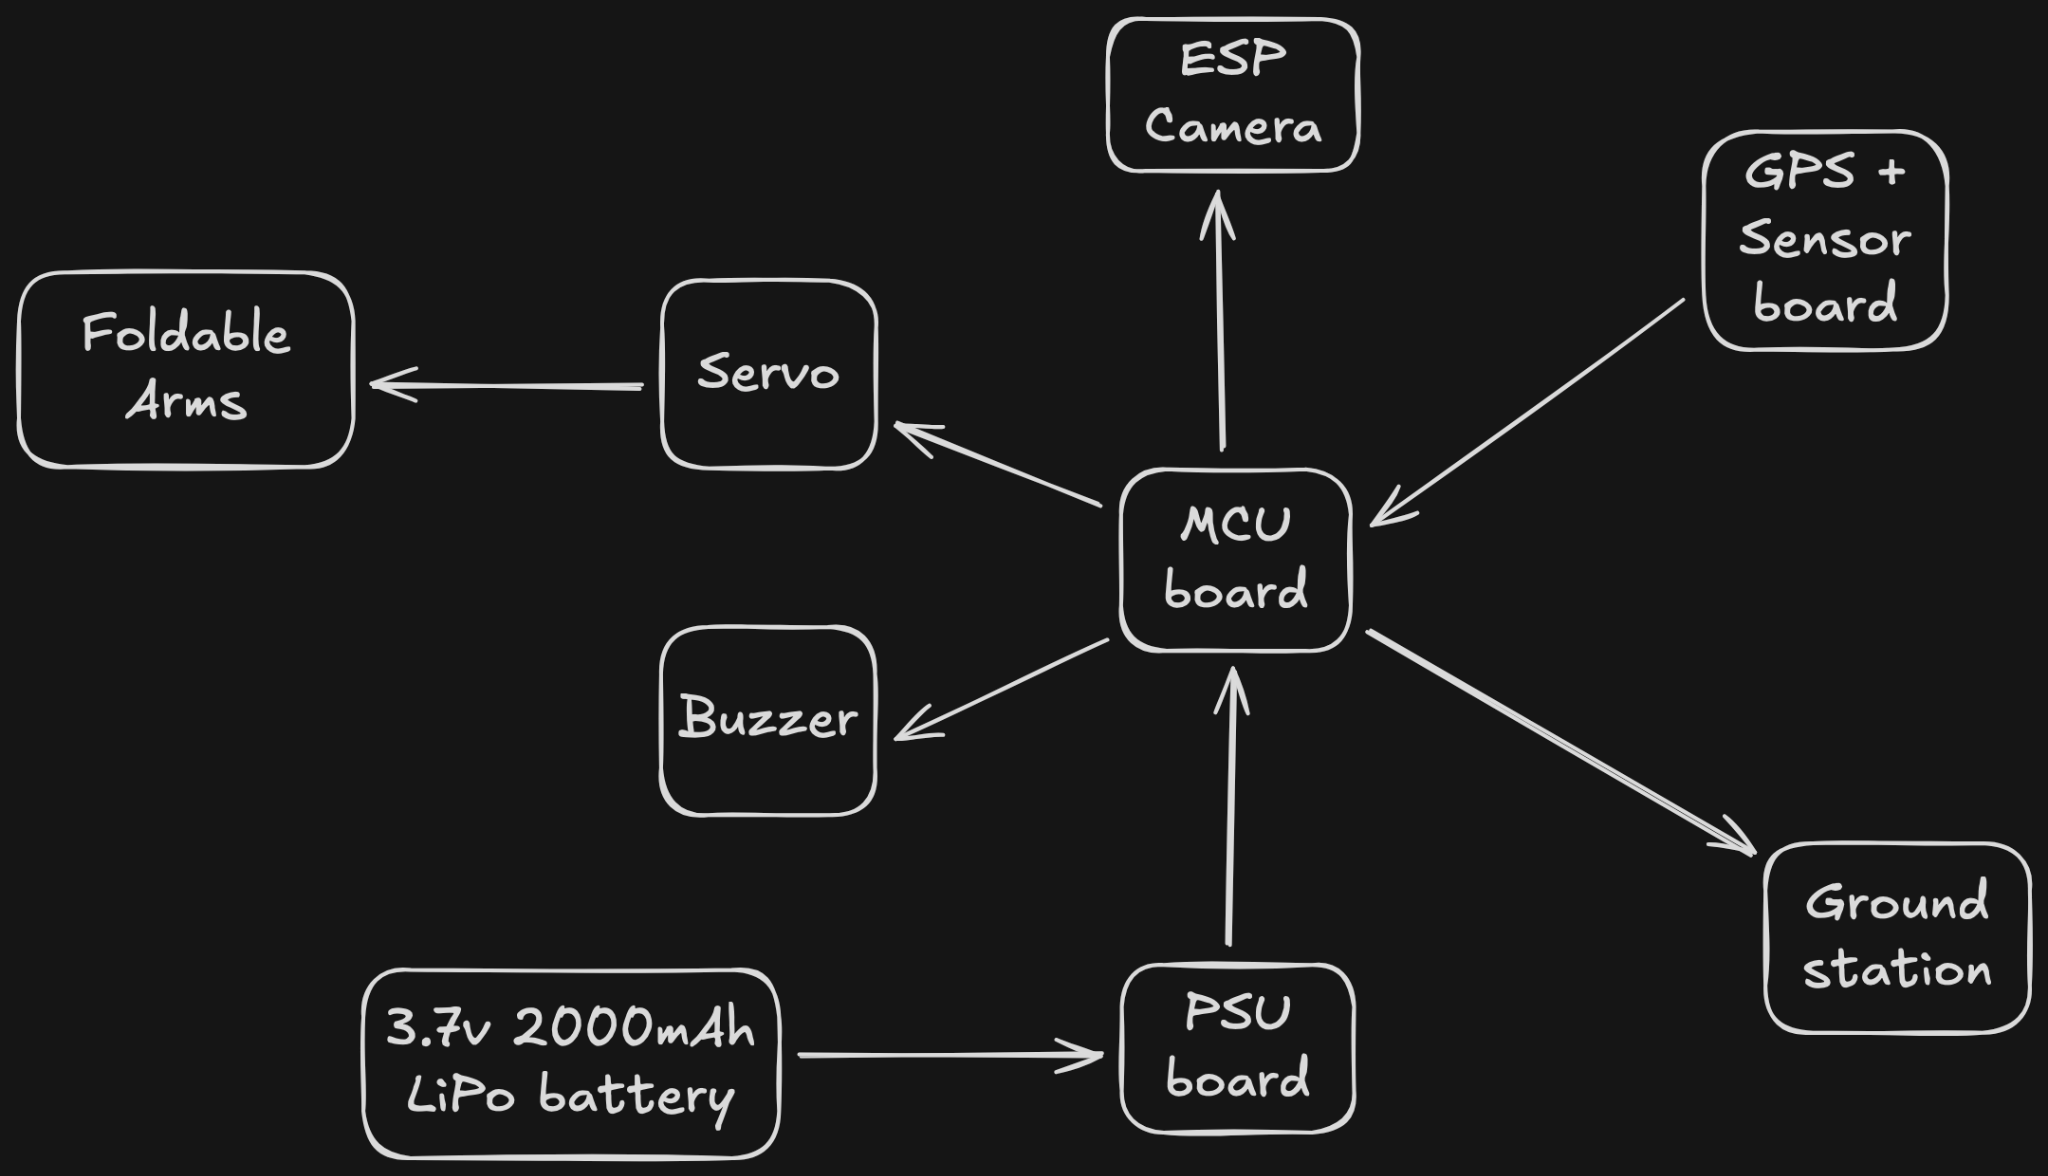 ESP
Camera
GPS +
Sensor
board
Foldable
Arms
Servo
MCU
board
Buzzer
Ground
station
3.7v 2000mAh
LiPo battery
PSU
board